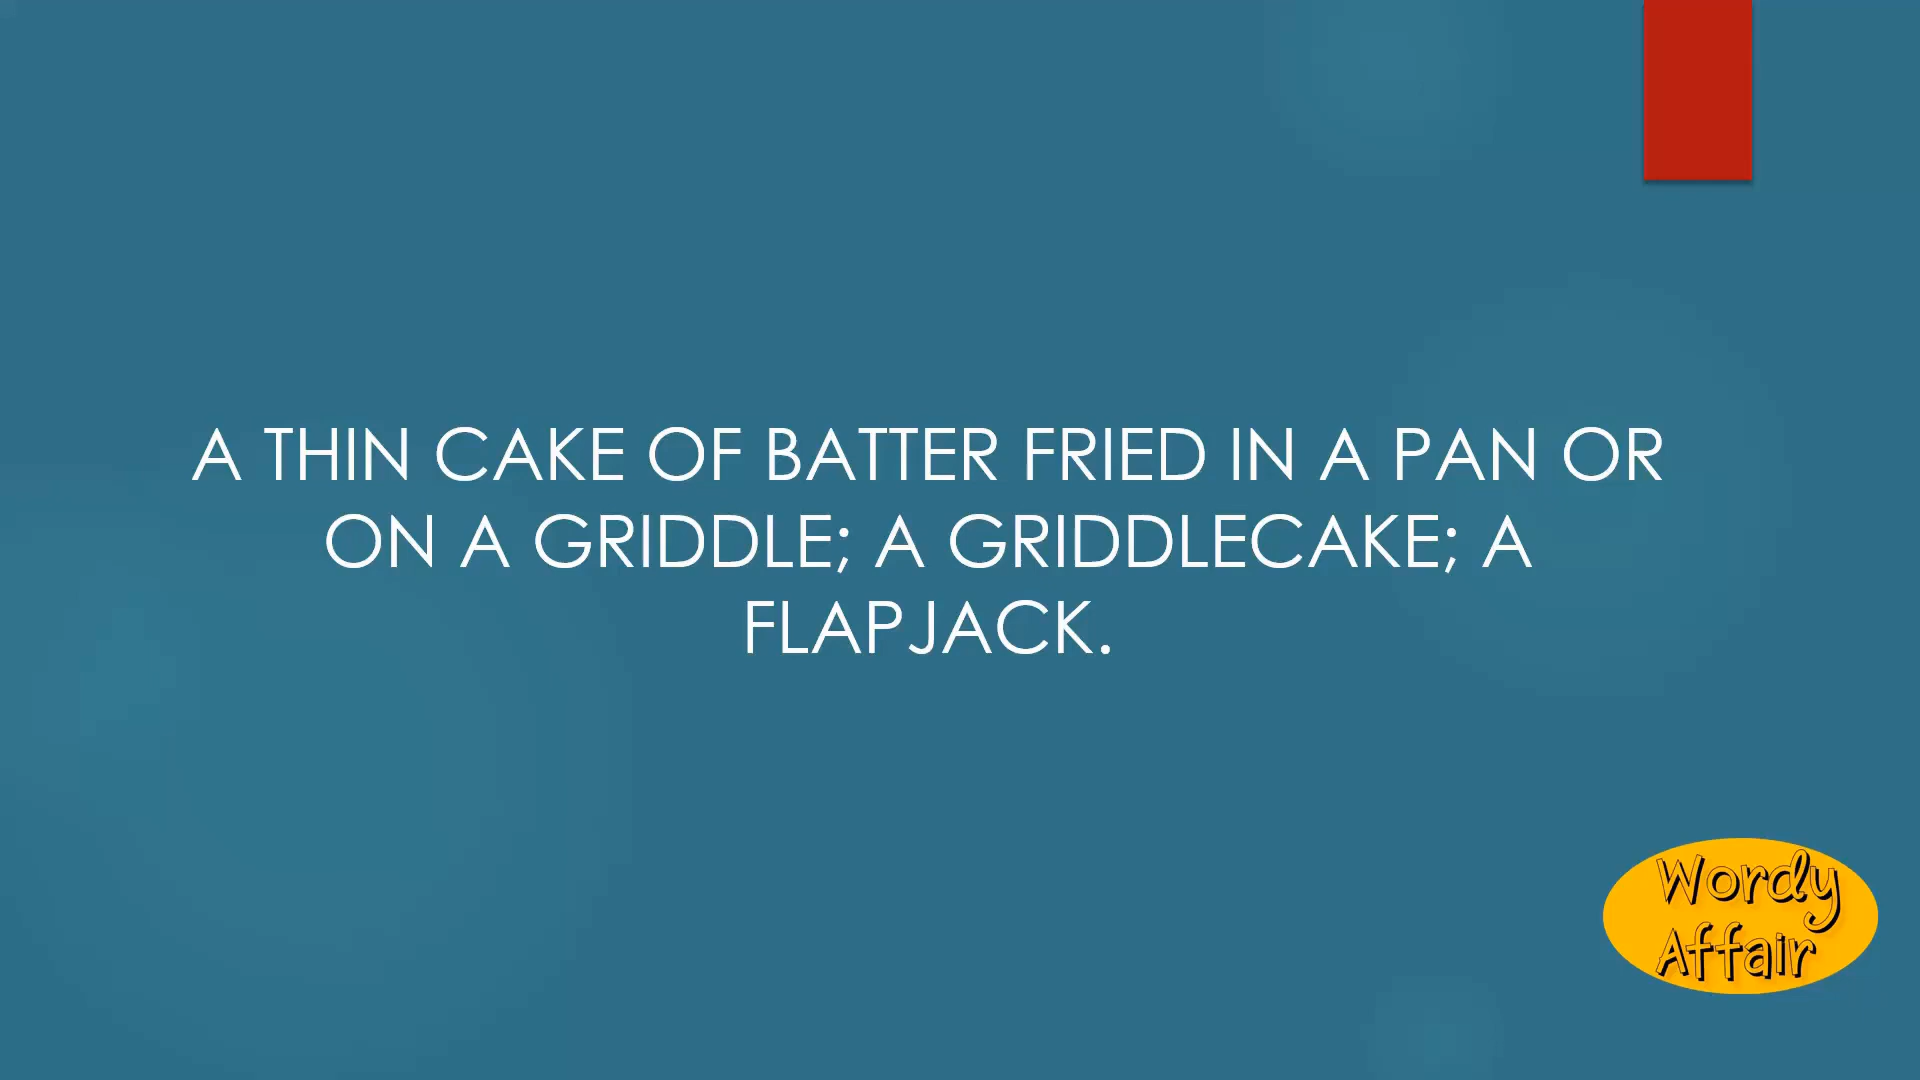 A THIN CAKE OF BATTER FRIED IN A PAN OR
ON A GRIDDLE; A GRIDDLECAKE; A
FLAPJACK.
Wordy
Affair